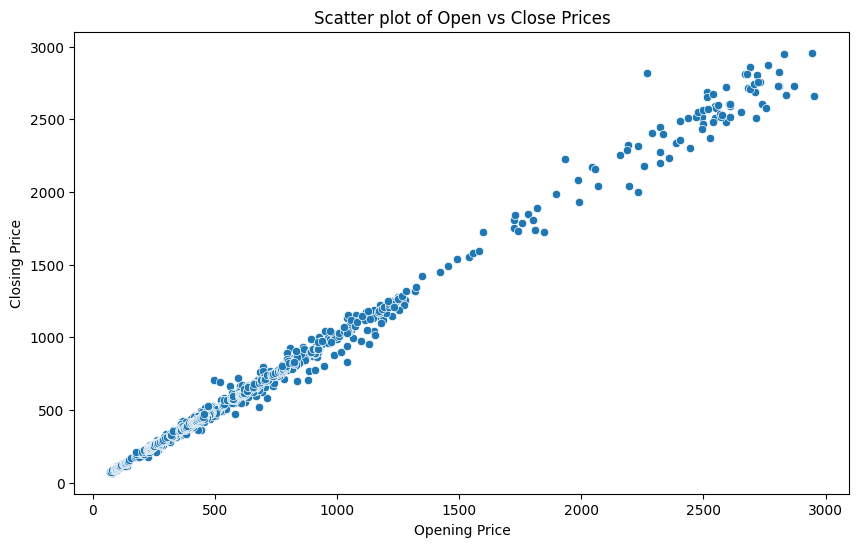 Scatter plot of Open vs Close Prices
3000
2500
2000
1500
1000
500
0
Closing Price
0 500 1000 1500 2000 2500 3000
Opening Price